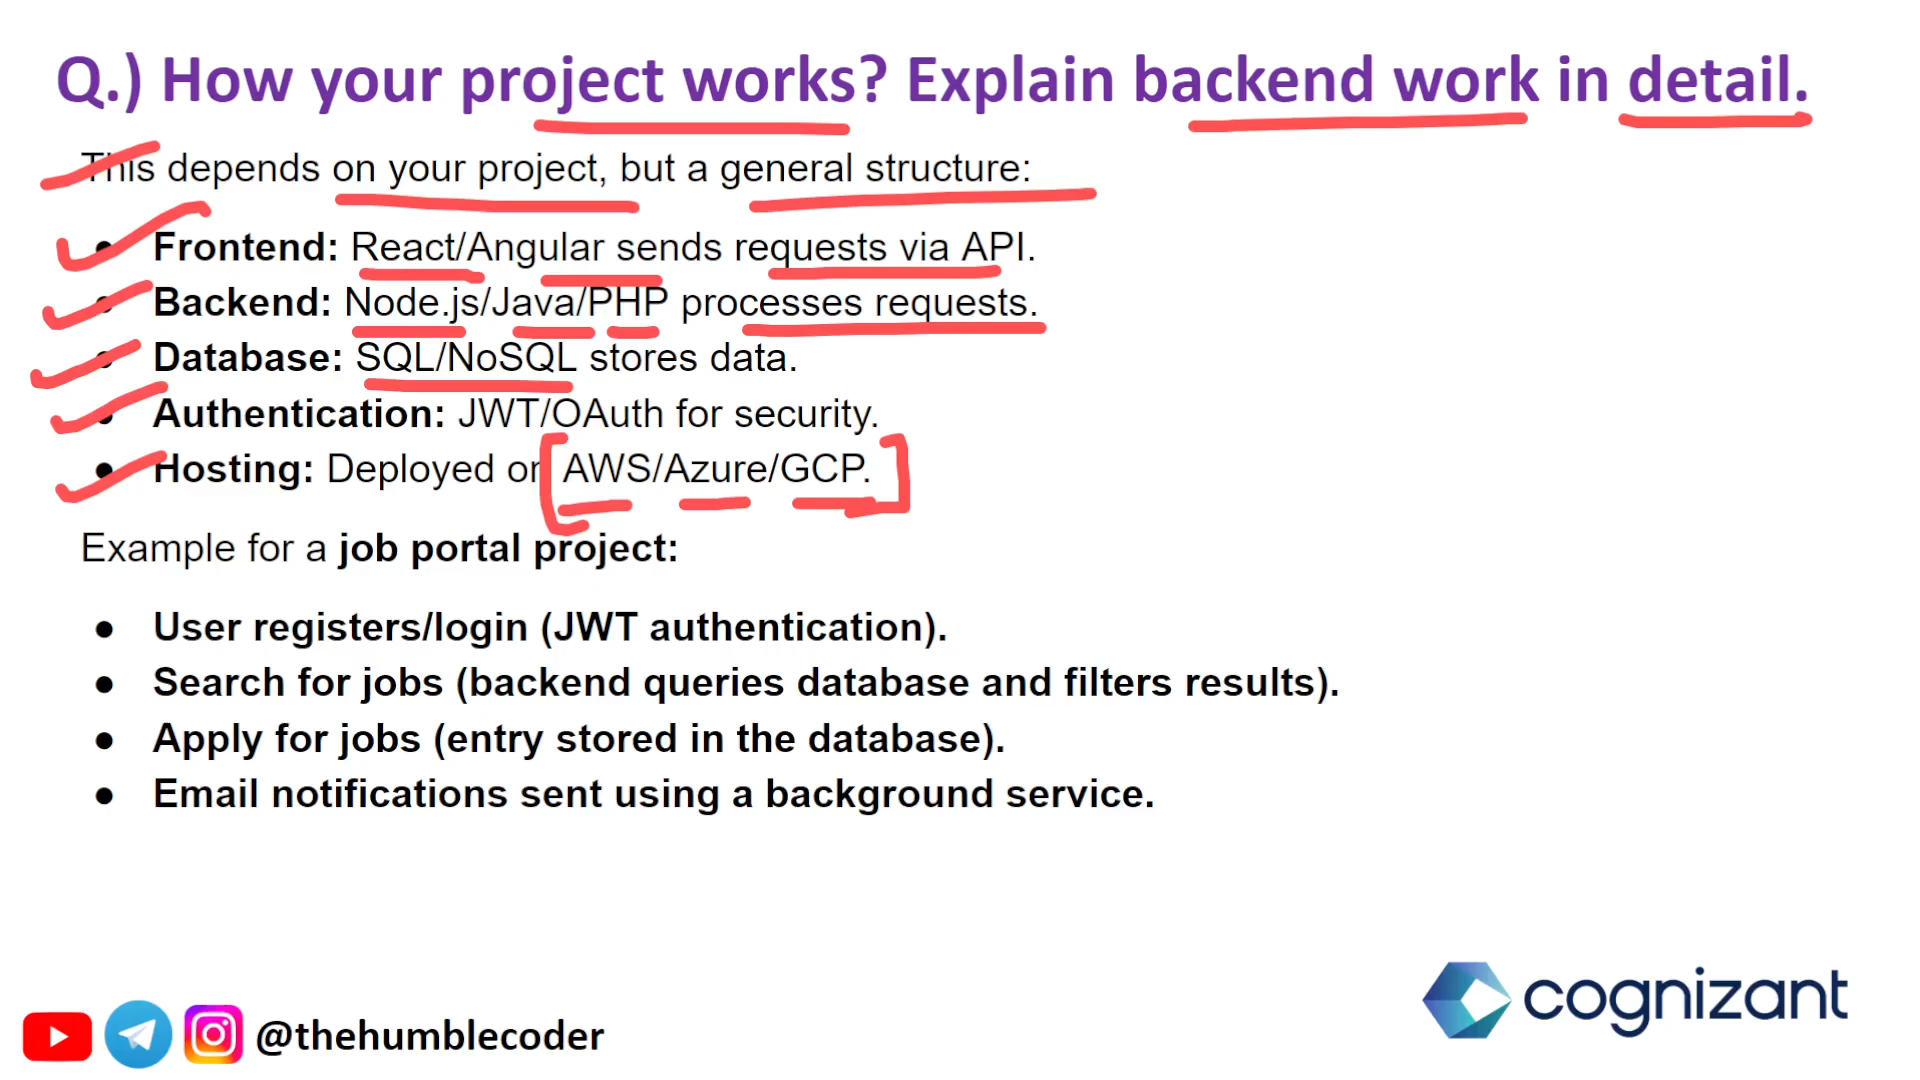 Q.) How your project works? Explain backend work in detail.
This depends on your project, but a general structure:
● Frontend: React/Angular sends requests via API.
● Backend: Node.js/Java/PHP processes requests.
● Database: SQL/NoSQL stores data.
● Authentication: JWT/OAuth for security.
● Hosting: Deployed on AWS/Azure/GCP.
Example for a job portal project:
● User registers/login (JWT authentication).
● Search for jobs (backend queries database and filters results).
● Apply for jobs (entry stored in the database).
● Email notifications sent using a background service.
@thehumblecoder
cognizant